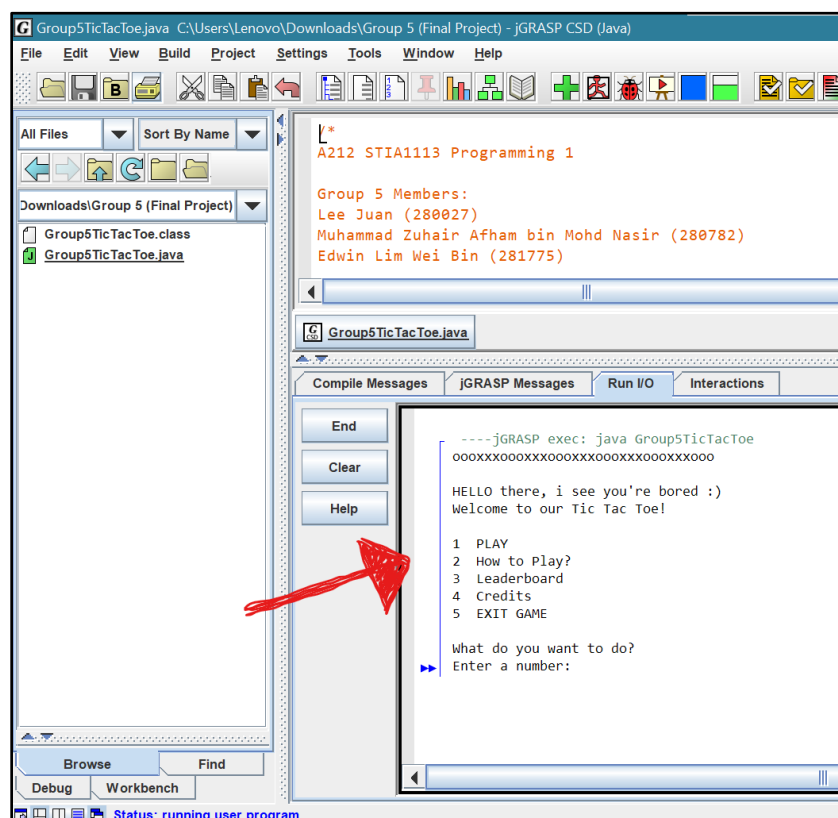 Group5TicTacToe.java C:\Users\Lenovo\Downloads\Group 5 (Final Project) - jGRASP CSD (Java)
File Edit View Build Project Settings Tools Window Help
All Files Sort By Name
Downloads\Group 5 (Final Project)
Group5TicTacToe.class
Group5TicTacToe.java
/*
A212 STIA1113 Programming 1
Group 5 Members:
Lee Juan (280027)
Muhammad Zuhair Afham bin Mohd Nasir (280782)
Edwin Lim Wei Bin (281775)
Group5TicTacToe.java
Compile Messages jGRASP Messages Run I/O Interactions
End
Clear
Help
----jGRASP exec: java Group5TicTacToe
oooxxxoooxxxoooxxxoooxxxoooxxxooo
HELLO there, i see you're bored :)
Welcome to our Tic Tac Toe!
1 PLAY
2 How to Play?
3 Leaderboard
4 Credits
5 EXIT GAME
What do you want to do?
Enter a number:
Browse Find
Debug Workbench
Status: running user program